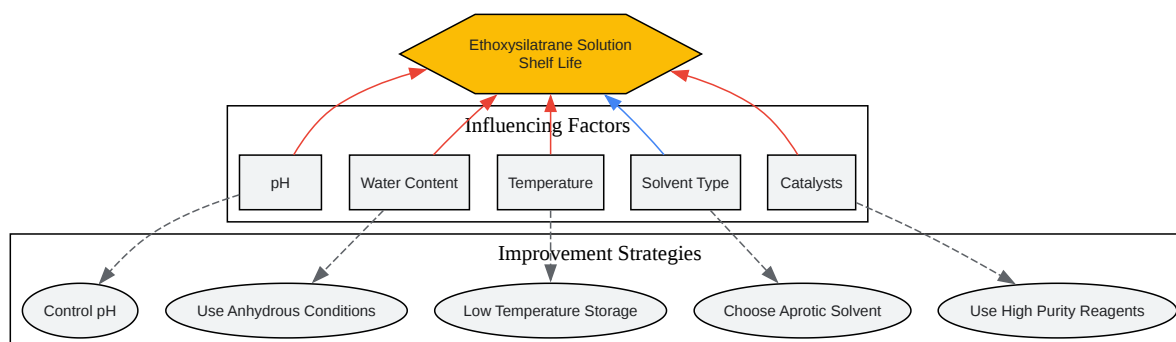 Ethoxysilatrane Solution
Shelf Life
Influencing Factors
pH
Water Content
Temperature
Solvent Type
Catalysts
Improvement Strategies
Control pH
Use Anhydrous Conditions
Low Temperature Storage
Choose Aprotic Solvent
Use High Purity Reagents